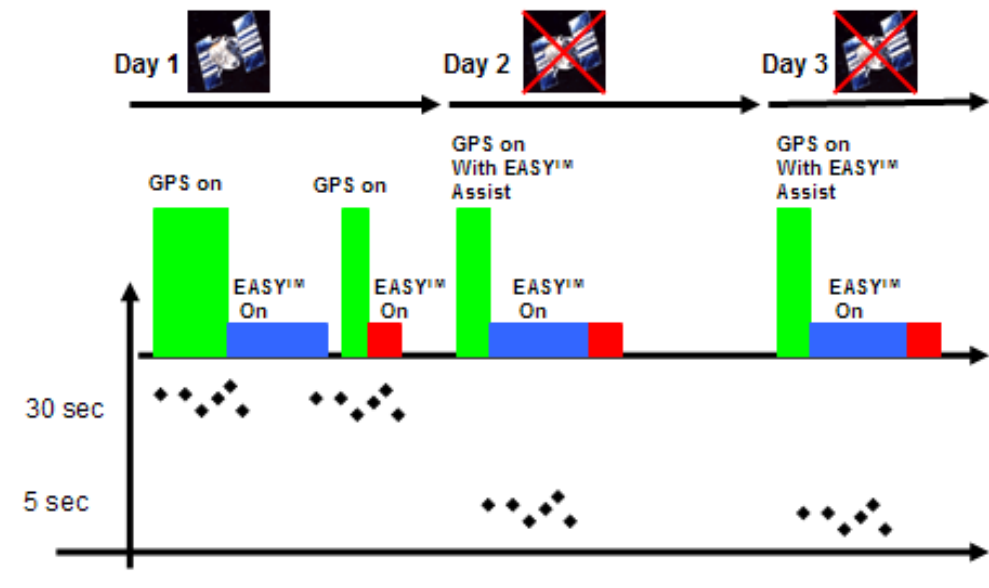 Day 1
Day 2
Day 3
GPS on
GPS on
GPS on
With EASY™
Assist
GPS on
With EASY™
Assist
EASY™
On
EASY™
On
EASY™
On
EASY™
On
30 sec
5 sec